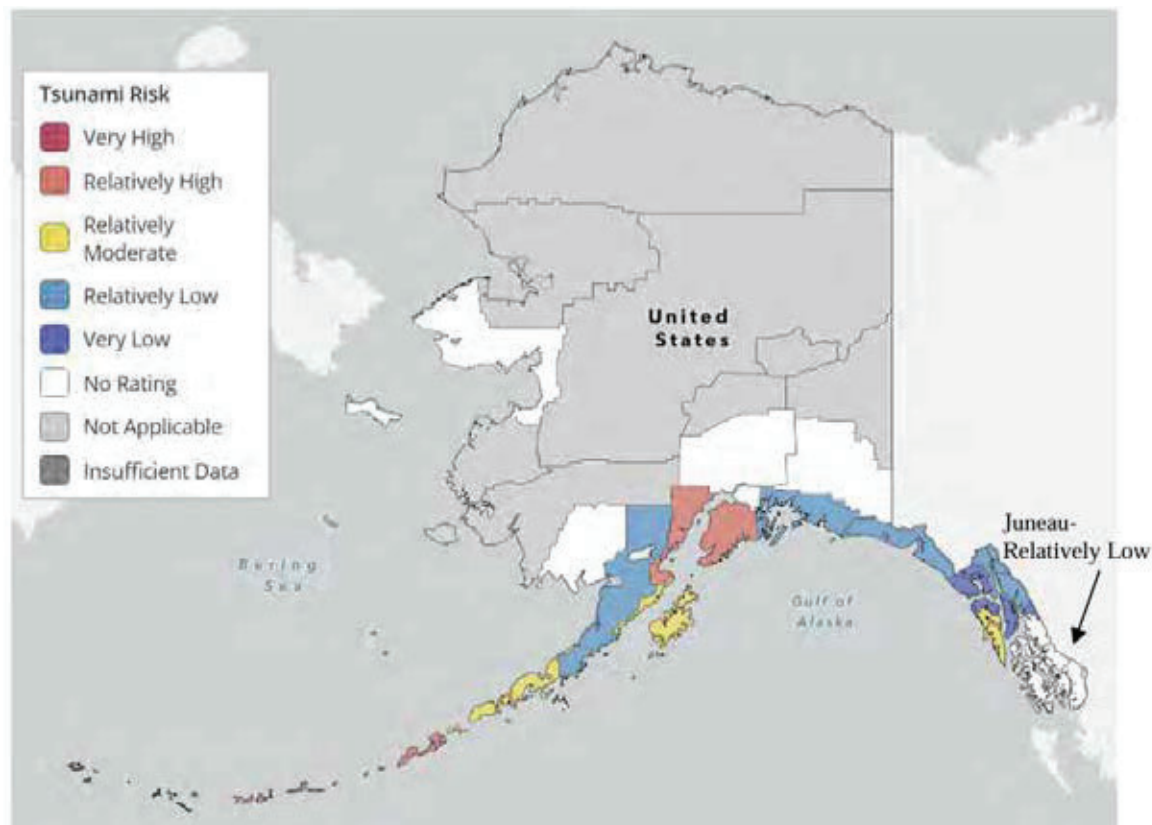 Tsunami Risk
Very High
Relatively High
Relatively
Moderate
Relatively Low
Very Low
No Rating
Not Applicable
Insufficient Data
United
States
Juneau-
Relatively Low
Bering
Sea
Gulf of
Alaska